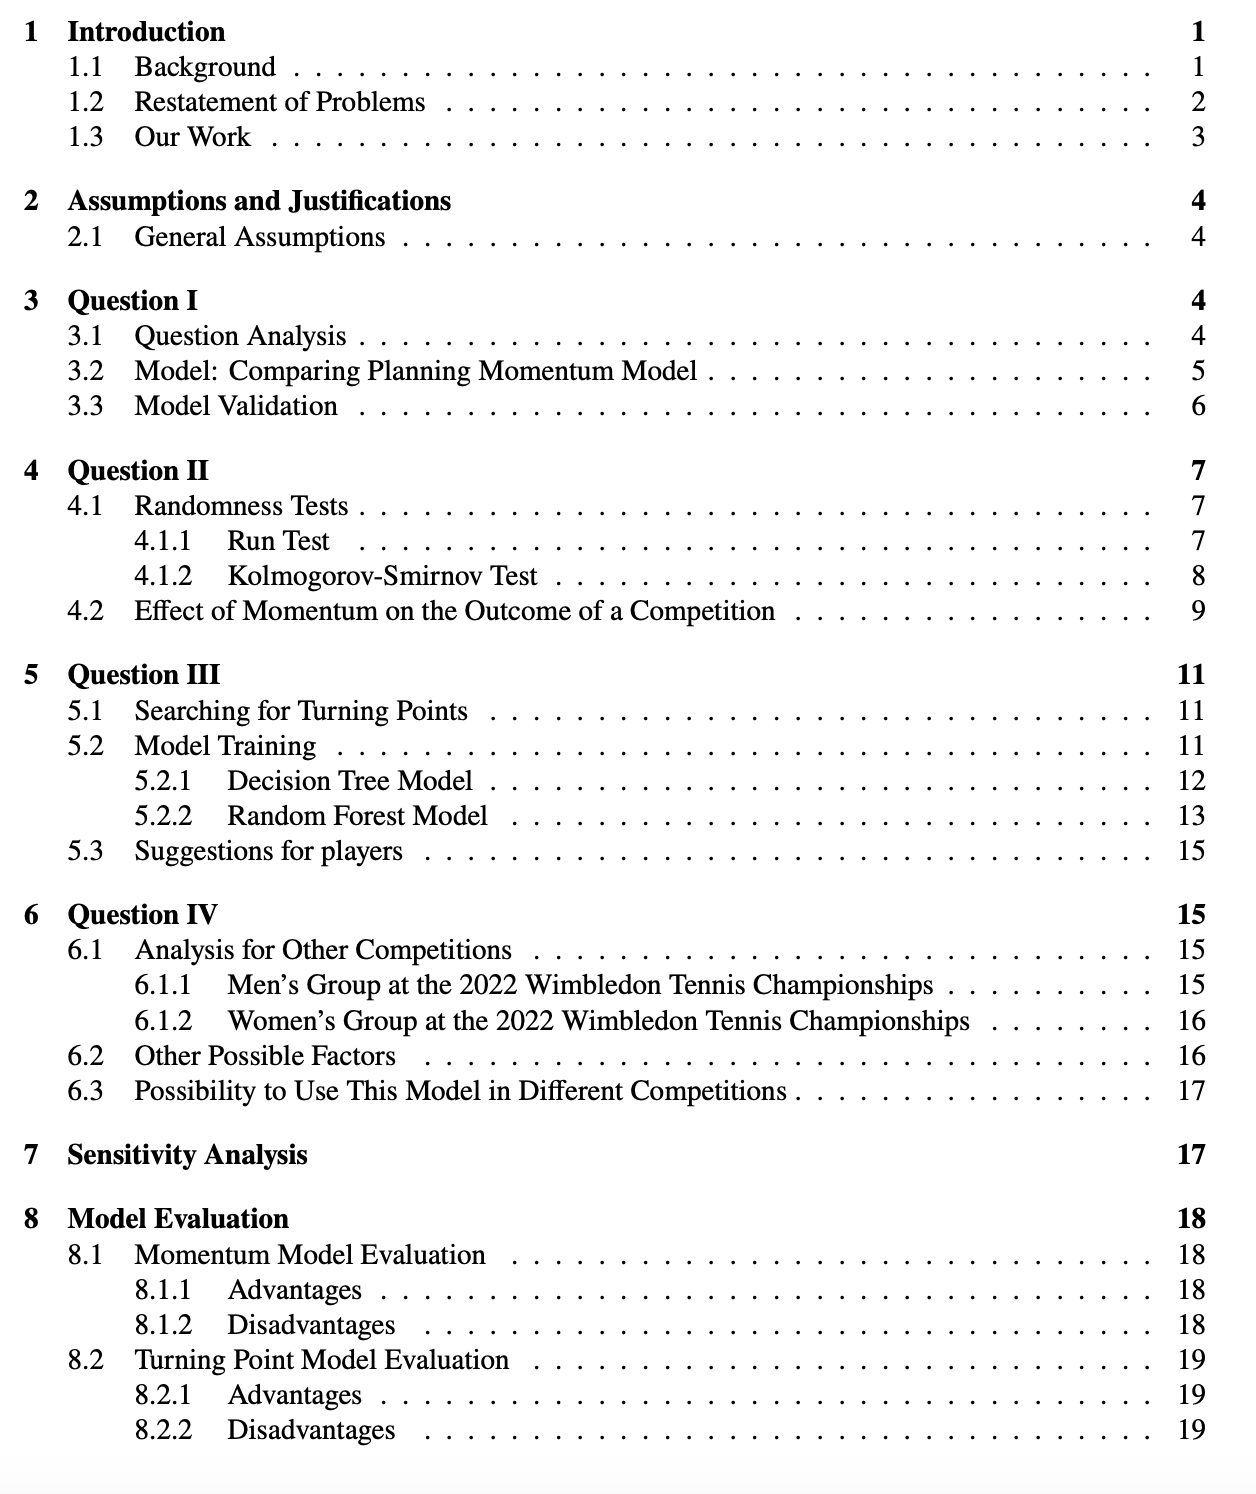 1 Introduction 1
1.1 Background . . . . . . . . . . . . . . . . . . . . . . . . . . . . . . . . . . . . . . . . 1
1.2 Restatement of Problems . . . . . . . . . . . . . . . . . . . . . . . . . . . . . . . . . 2
1.3 Our Work . . . . . . . . . . . . . . . . . . . . . . . . . . . . . . . . . . . . . . . . . 3
2 Assumptions and Justifications 4
2.1 General Assumptions . . . . . . . . . . . . . . . . . . . . . . . . . . . . . . . . . . . 4
3 Question I 4
3.1 Question Analysis . . . . . . . . . . . . . . . . . . . . . . . . . . . . . . . . . . . . . 4
3.2 Model: Comparing Planning Momentum Model . . . . . . . . . . . . . . . . . . . . . 5
3.3 Model Validation . . . . . . . . . . . . . . . . . . . . . . . . . . . . . . . . . . . . . 6
4 Question II 7
4.1 Randomness Tests . . . . . . . . . . . . . . . . . . . . . . . . . . . . . . . . . . . . . 7
4.1.1 Run Test . . . . . . . . . . . . . . . . . . . . . . . . . . . . . . . . . . . . . 7
4.1.2 Kolmogorov-Smirnov Test . . . . . . . . . . . . . . . . . . . . . . . . . . . . 8
4.2 Effect of Momentum on the Outcome of a Competition . . . . . . . . . . . . . . . . . 9
5 Question III 11
5.1 Searching for Turning Points . . . . . . . . . . . . . . . . . . . . . . . . . . . . . . . 11
5.2 Model Training . . . . . . . . . . . . . . . . . . . . . . . . . . . . . . . . . . . . . . 11
5.2.1 Decision Tree Model . . . . . . . . . . . . . . . . . . . . . . . . . . . . . . . 12
5.2.2 Random Forest Model . . . . . . . . . . . . . . . . . . . . . . . . . . . . . . 13
5.3 Suggestions for players . . . . . . . . . . . . . . . . . . . . . . . . . . . . . . . . . . 15
6 Question IV 15
6.1 Analysis for Other Competitions . . . . . . . . . . . . . . . . . . . . . . . . . . . . . 15
6.1.1 Men’s Group at the 2022 Wimbledon Tennis Championships . . . . . . . . . . 15
6.1.2 Women’s Group at the 2022 Wimbledon Tennis Championships . . . . . . . . 16
6.2 Other Possible Factors . . . . . . . . . . . . . . . . . . . . . . . . . . . . . . . . . . 16
6.3 Possibility to Use This Model in Different Competitions . . . . . . . . . . . . . . . . . 17
7 Sensitivity Analysis 17
8 Model Evaluation 18
8.1 Momentum Model Evaluation . . . . . . . . . . . . . . . . . . . . . . . . . . . . . . 18
8.1.1 Advantages . . . . . . . . . . . . . . . . . . . . . . . . . . . . . . . . . . . . 18
8.1.2 Disadvantages . . . . . . . . . . . . . . . . . . . . . . . . . . . . . . . . . . 18
8.2 Turning Point Model Evaluation . . . . . . . . . . . . . . . . . . . . . . . . . . . . . 19
8.2.1 Advantages . . . . . . . . . . . . . . . . . . . . . . . . . . . . . . . . . . . . 19
8.2.2 Disadvantages . . . . . . . . . . . . . . . . . . . . . . . . . . . . . . . . . . 19